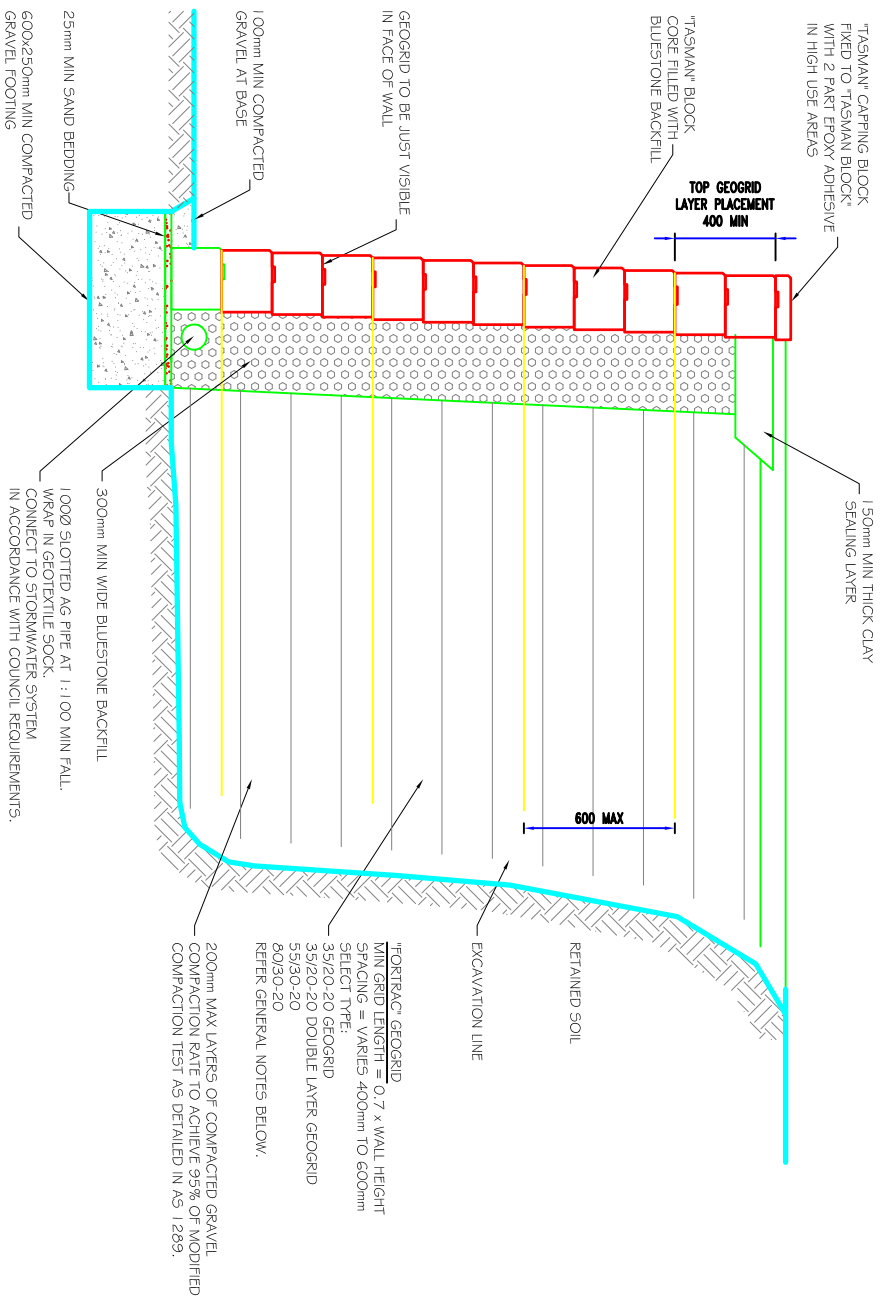 "TASMAN" CAPPING BLOCK
FIXED TO "TASMAN BLOCK"
WITH 2 PART EPOXY ADHESIVE
IN HIGH USE AREAS
"TASMAN" BLOCK
CORE FILLED WITH
BLUESTONE BACKFILL
GEOGRID TO BE JUST VISIBLE
IN FACE OF WALL
100mm MIN COMPACTED
GRAVEL AT BASE
25mm MIN SAND BEDDING
600x250mm MIN COMPACTED
GRAVEL FOOTING
TOP GEOGRID
LAYER PLACEMENT
400 MIN
150mm MIN THICK CLAY
SEALING LAYER
300mm MIN WIDE BLUESTONE BACKFILL
100Ø SLOTTED AG PIPE AT 1:100 MIN FALL.
WRAP IN GEOTEXTILE SOCK.
CONNECT TO STORMWATER SYSTEM
IN ACCORDANCE WITH COUNCIL REQUIREMENTS.
600 MAX
RETAINED SOIL
EXCAVATION LINE
"FORTRAC" GEOGRID
MIN GRID LENGTH = 0.7 x WALL HEIGHT
SPACING = VARIES 400mm TO 600mm
SELECT TYPE:
35/20-20 GEOGRID
35/20-20 DOUBLE LAYER GEOGRID
55/30-20
80/30-20
REFER GENERAL NOTES BELOW.
200mm MAX LAYERS OF COMPACTED GRAVEL
COMPACTION RATE TO ACHIEVE 95% OF MODIFIED
COMPACTION TEST AS DETAILED IN AS 1289.